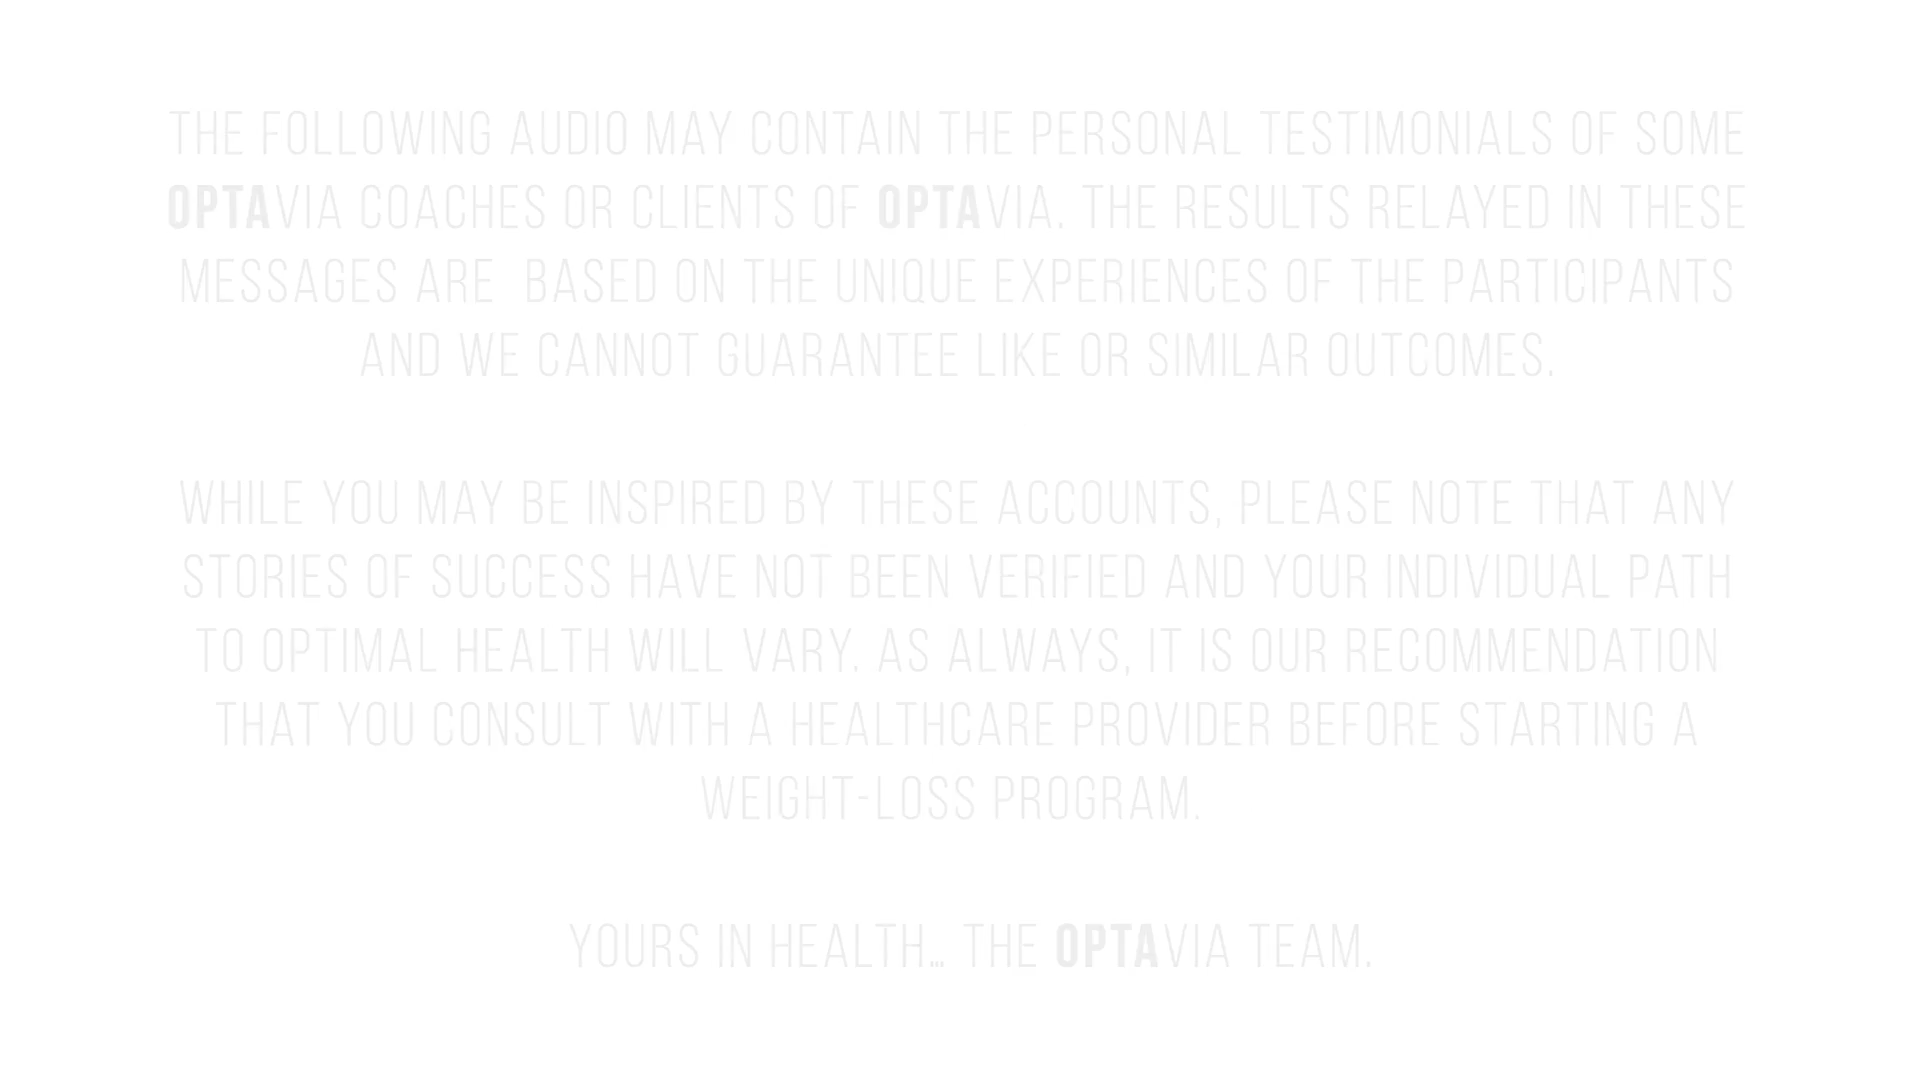 THE FOLLOWING AUDIO MAY CONTAIN THE PERSONAL TESTIMONIALS OF SOME
OPTAVIA COACHES OR CLIENTS OF OPTAVIA. THE RESULTS RELAYED IN THESE
MESSAGES ARE  BASED ON THE UNIQUE EXPERIENCES OF THE PARTICIPANTS
AND WE CANNOT GUARANTEE LIKE OR SIMILAR OUTCOMES.
WHILE YOU MAY BE INSPIRED BY THESE ACCOUNTS, PLEASE NOTE THAT ANY
STORIES OF SUCCESS HAVE NOT BEEN VERIFIED AND YOUR INDIVIDUAL PATH
TO OPTIMAL HEALTH WILL VARY. AS ALWAYS, IT IS OUR RECOMMENDATION
THAT YOU CONSULT WITH A HEALTHCARE PROVIDER BEFORE STARTING A
WEIGHT-LOSS PROGRAM.
YOURS IN HEALTH… THE OPTAVIA TEAM.